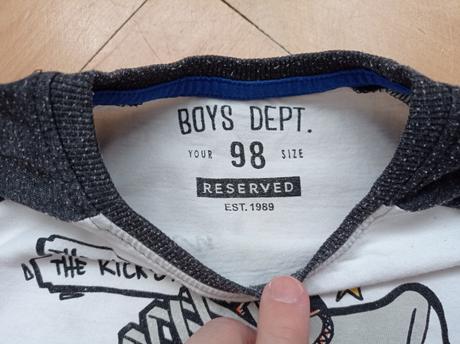 BOYS DEPT.
YOUR 98 SIZE
RESERVED
EST. 1989
THE KICK